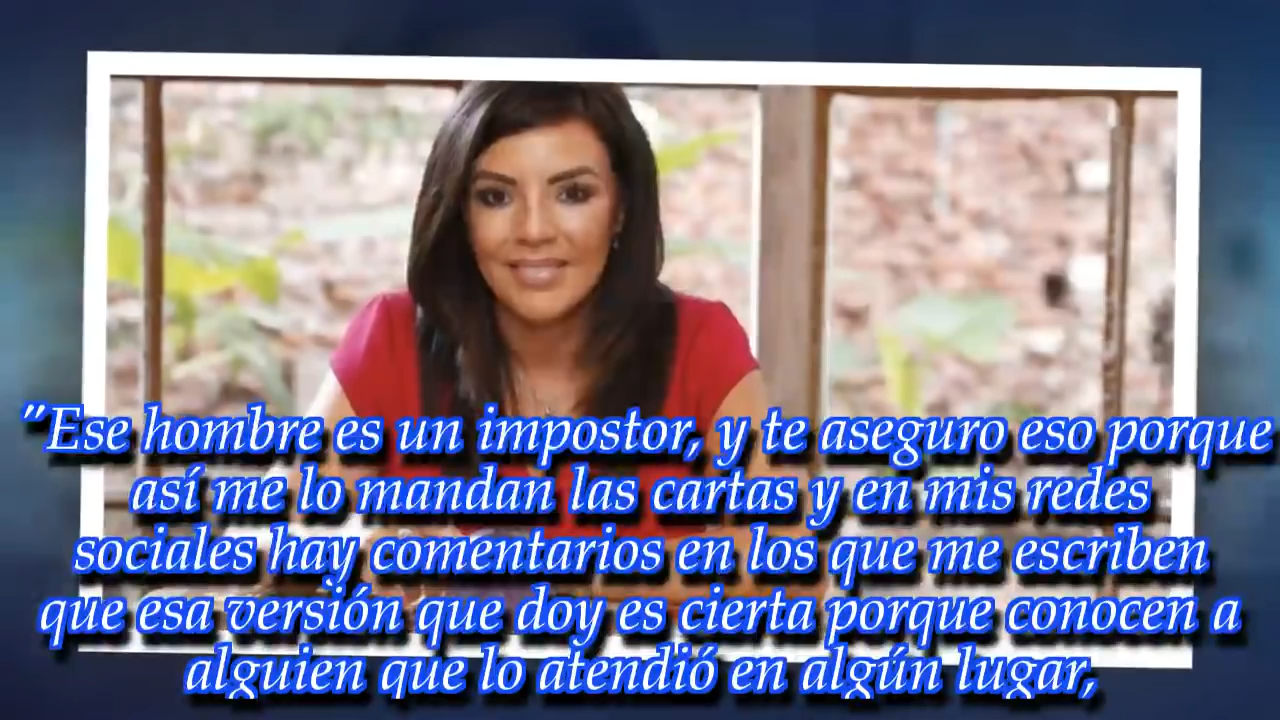 "Ese hombre es un impostor, y te aseguro eso porque
así me lo mandan las cartas y en mis redes
sociales hay comentarios en los que me escriben
que esa versión que doy es cierta porque conocen a
alguien que lo atendió en algún lugar,